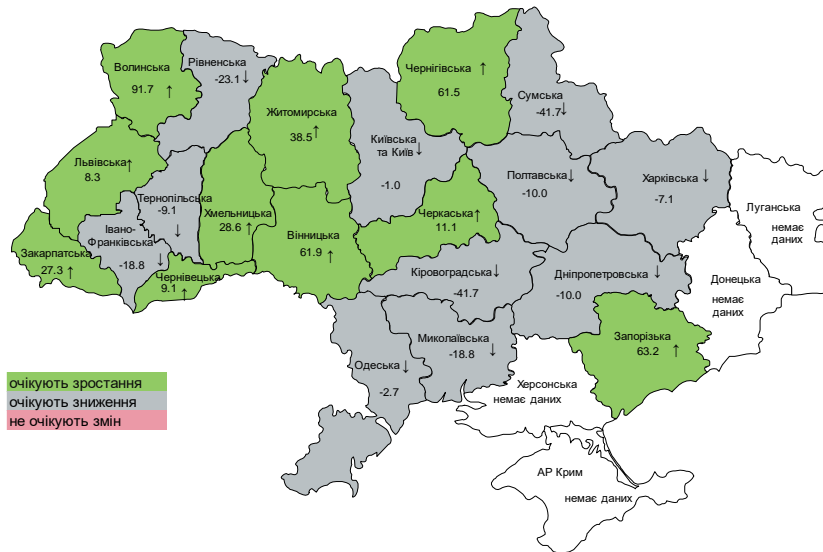 Волинська
91.7 ↑
Рівненська
-23.1 ↓
Житомирська
38.5 ↑
Київська ↓
та Київ
-1.0
Чернігівська ↑
61.5
Сумська
-41.7 ↓
Львівська ↑
8.3
Тернопільська
-9.1
↓
Хмельницька
28.6 ↑
Вінницька
61.9 ↑
Черкаська ↑
11.1
Полтавська ↓
-10.0
Харківська ↓
-7.1
Луганська
немає
даних
Закарпатська
27.3 ↑
Івано-
Франківська
-18.8 ↓
Чернівецька
9.1 ↑
Кіровоградська ↓
-41.7
Дніпропетровська ↓
-10.0
Донецька
немає
даних
Запорізька
63.2 ↑
Одеська ↓
-2.7
Миколаївська
-18.8 ↓
Херсонська
немає даних
АР Крим
немає даних
очікують зростання
очікують зниження
не очікують змін